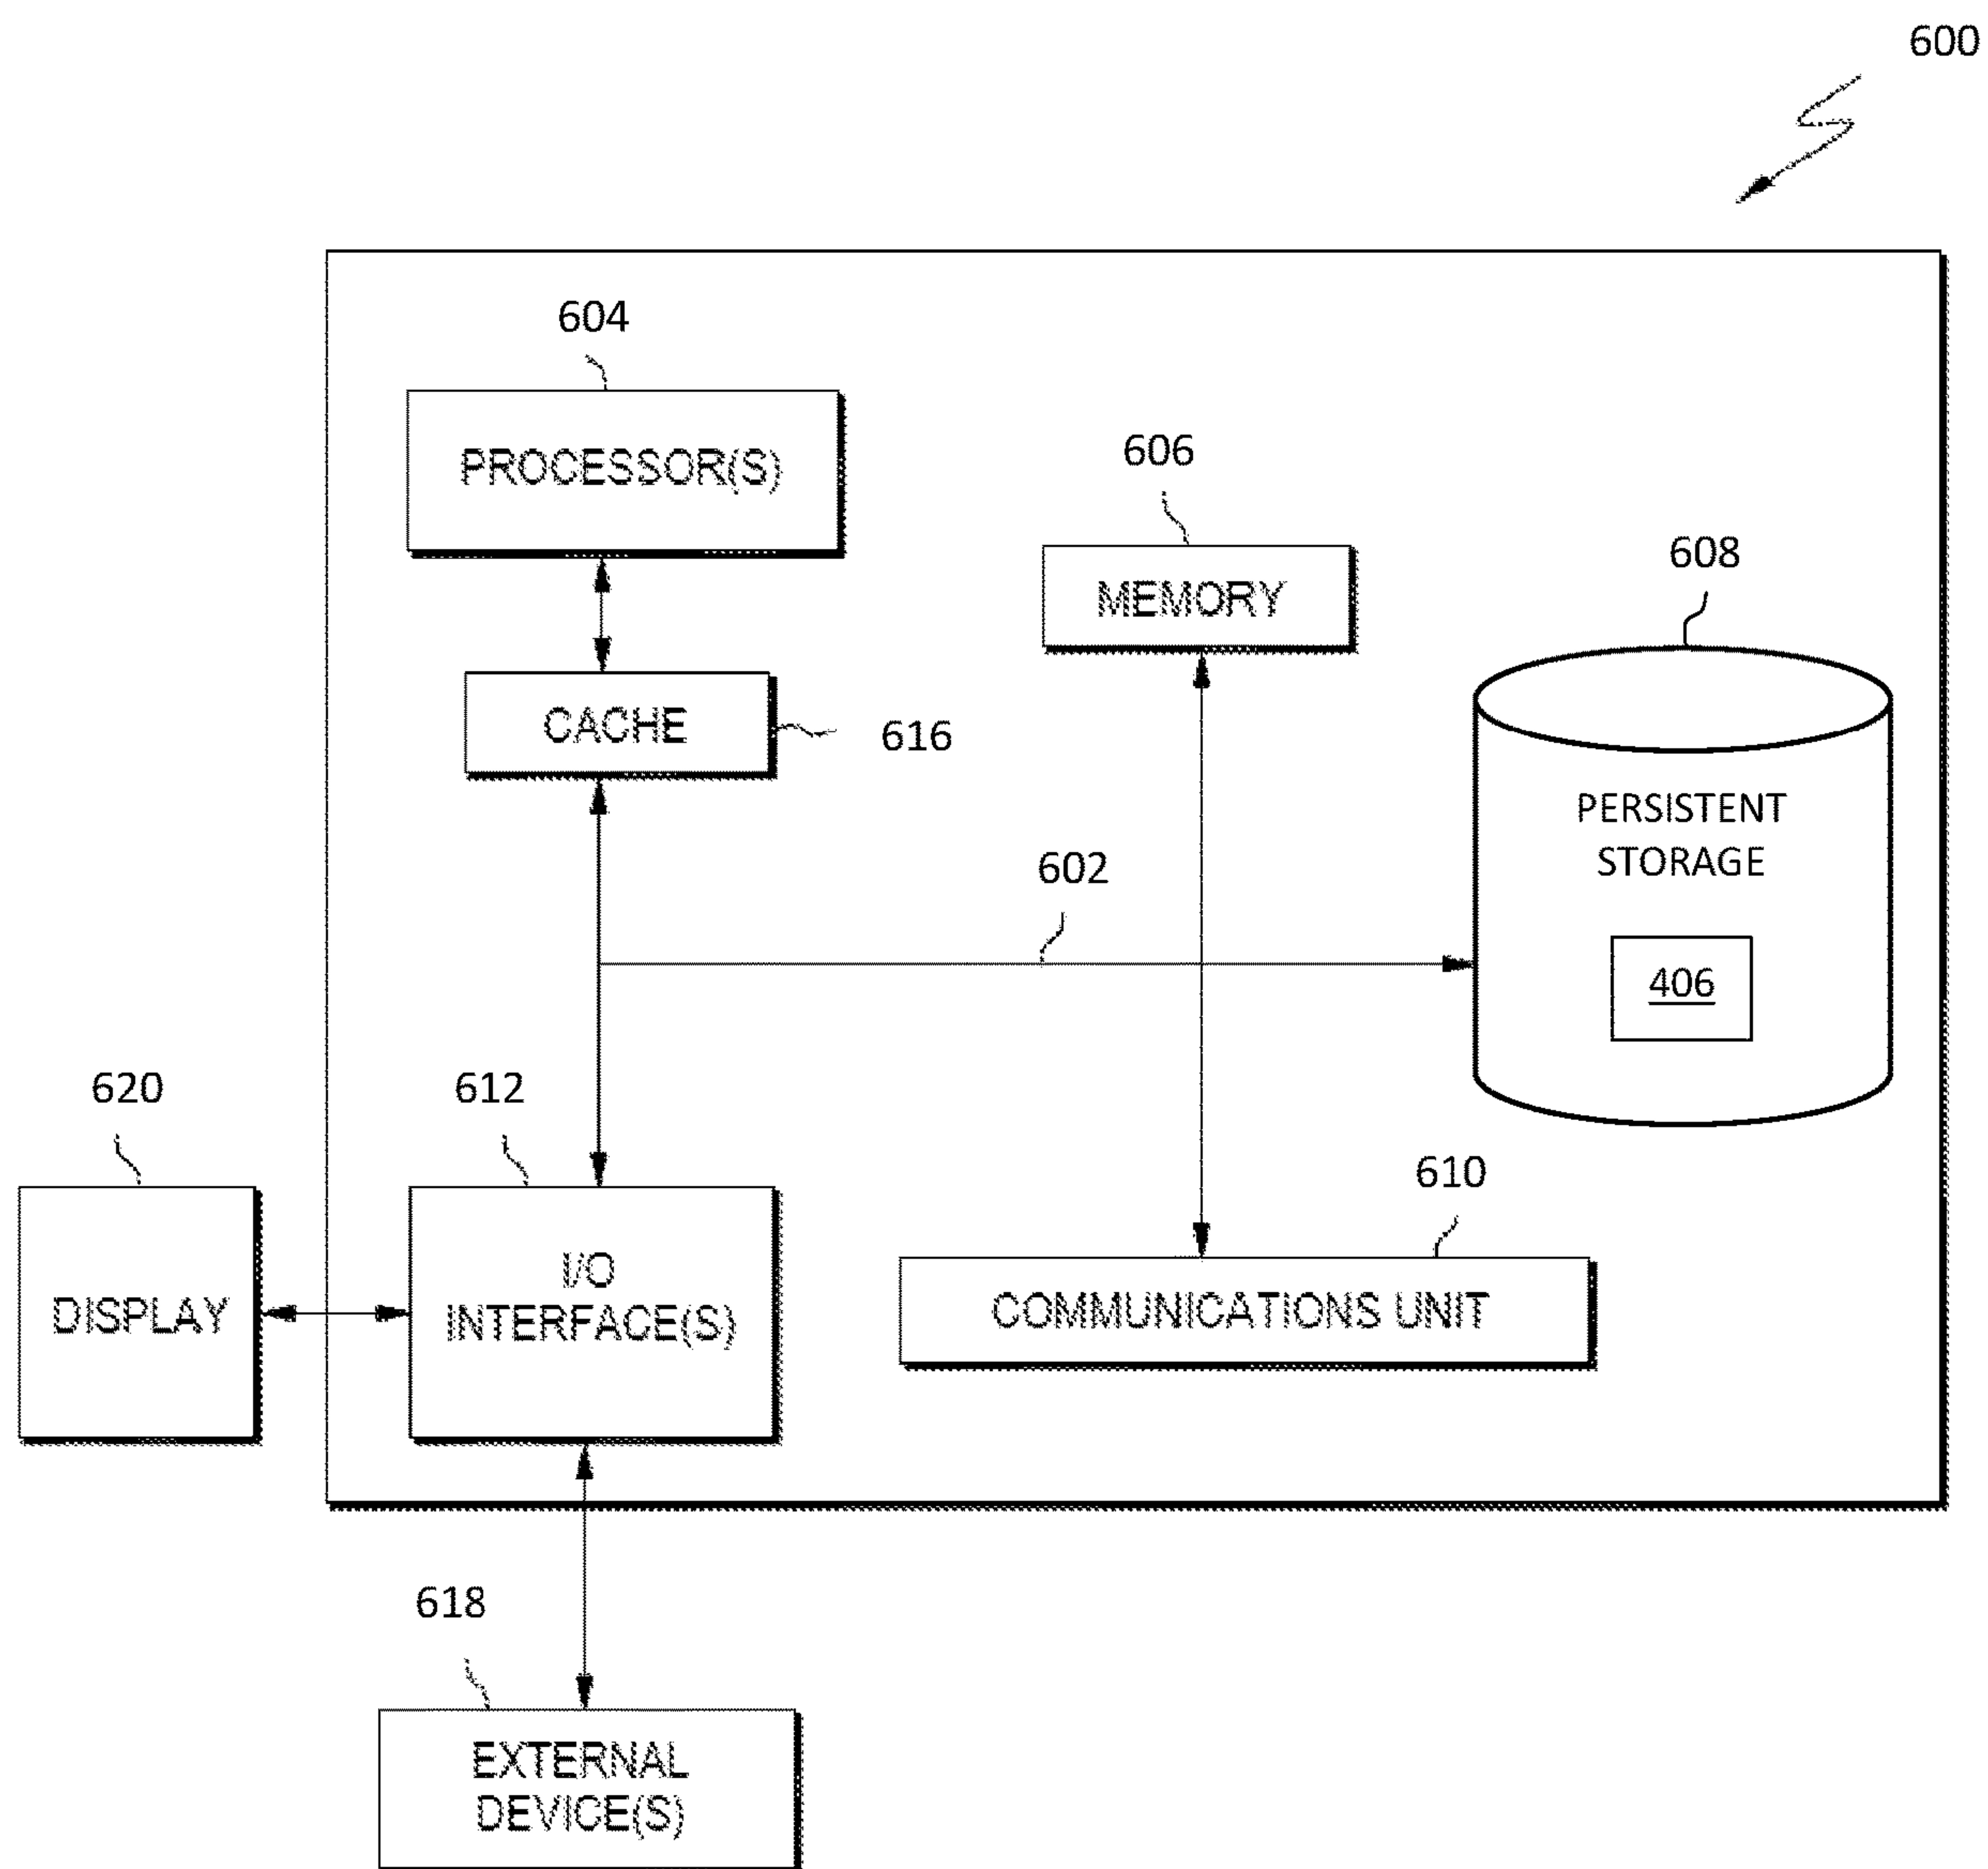 600
604
PROCESSOR(S)
606
MEMORY
608
CACHE
616
PERSISTENT
STORAGE
602
406
620
612
610
DISPLAY
I/O
INTERFACE(S)
COMMUNICATIONS UNIT
618
EXTERNAL
DEVICE(S)